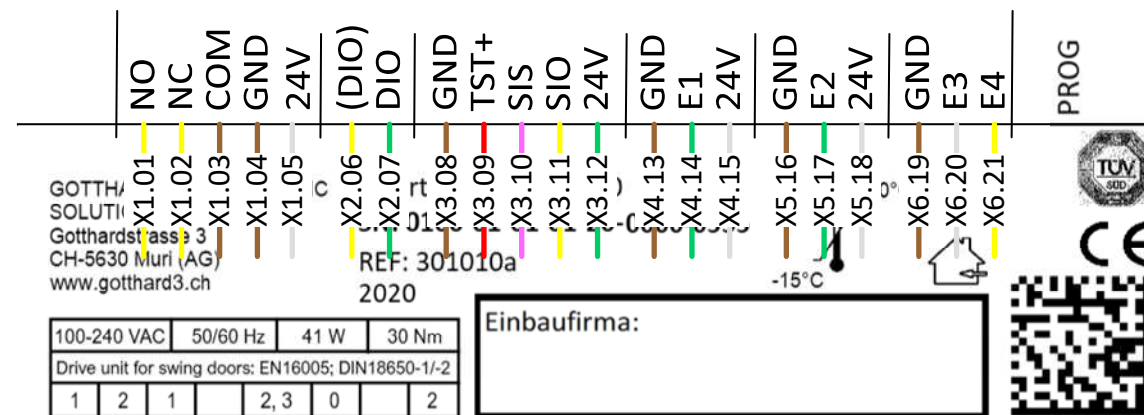 NO NC COM GND 24V (DIO) DIO GND TST+ SIS SIO 24V GND E1 24V GND E2 24V GND E3 E4 PROG
X1.01 X1.02 X1.03 X1.04 X1.05 X2.06 X2.07 X3.08 X3.09 X3.10 X3.11 X3.12 X4.13 X4.14 X4.15 X5.16 X5.17 X5.18 X6.19 X6.20 X6.21
TÜV
SÜD
Gotthardstrasse 3
CH-5630 Muri (AG)
www.gotthard3.ch
REF: 301010a
2020
-15°C
CE
100-240 VAC 50/60 Hz 41 W 30 Nm
Drive unit for swing doors: EN16005; DIN18650-1/-2
1 2 1 2, 3 0 2
Einbaufirma: